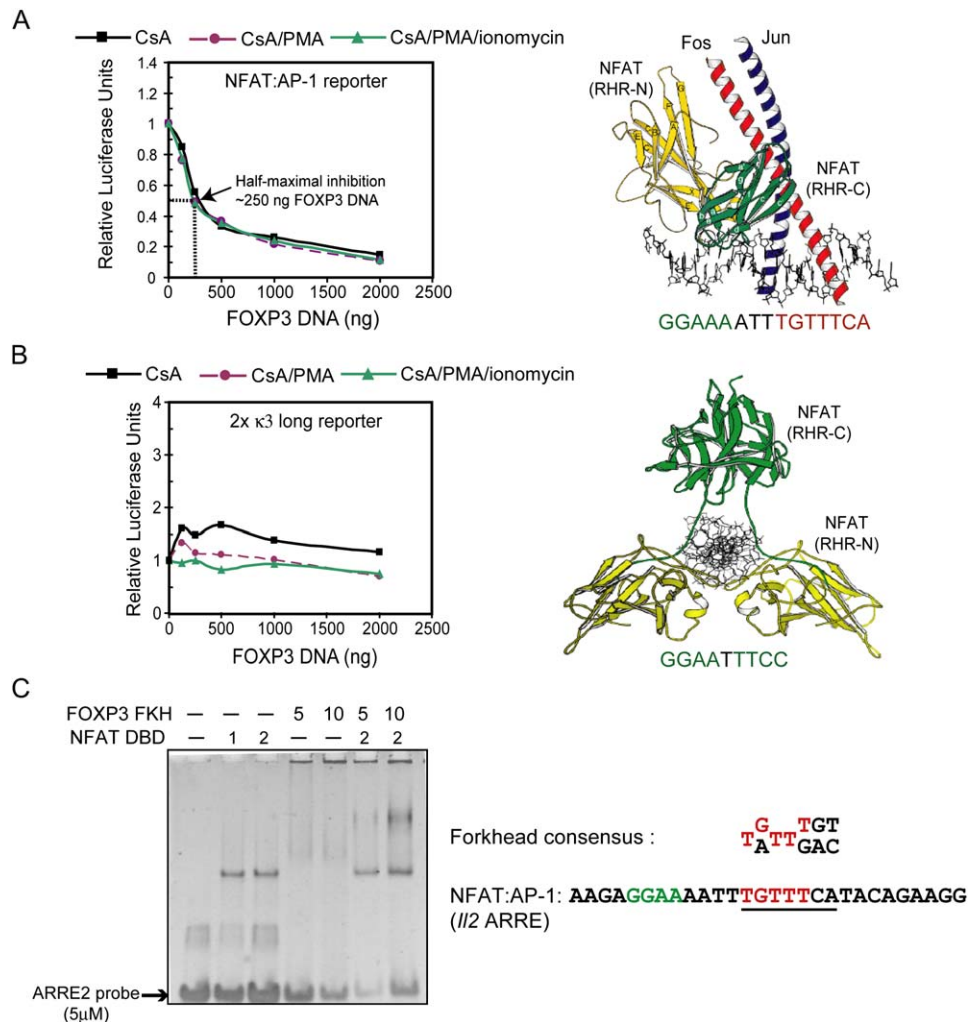 A
CsA CsA/PMA CsA/PMA/ionomycin
NFAT:AP-1 reporter
Relative Luciferase Units
1.4
1.2
1
0.8
0.6
0.4
0.2
0
Half-maximal inhibition
~250 ng FOXP3 DNA
0 500 1000 1500 2000 2500
FOXP3 DNA (ng)
NFAT
(RHR-N)
Fos
Jun
NFAT
(RHR-C)
GGAAAATTTGTTTCA
B
CsA CsA/PMA CsA/PMA/ionomycin
2x κ3 long reporter
Relative Luciferase Units
4
3
2
1
0
0 500 1000 1500 2000 2500
FOXP3 DNA (ng)
NFAT
(RHR-C)
NFAT
(RHR-N)
GGAATTTCC
C
FOXP3 FKH — — — 5 10 5 10
NFAT DBD — 1 2 — — 2 2
ARRE2 probe
(5µM)
Forkhead consensus :
G TGT
T TT
A GAC
NFAT:AP-1: AAGAGGAAAATTTGTTTCATACAGAAGG
(Il2 ARRE)